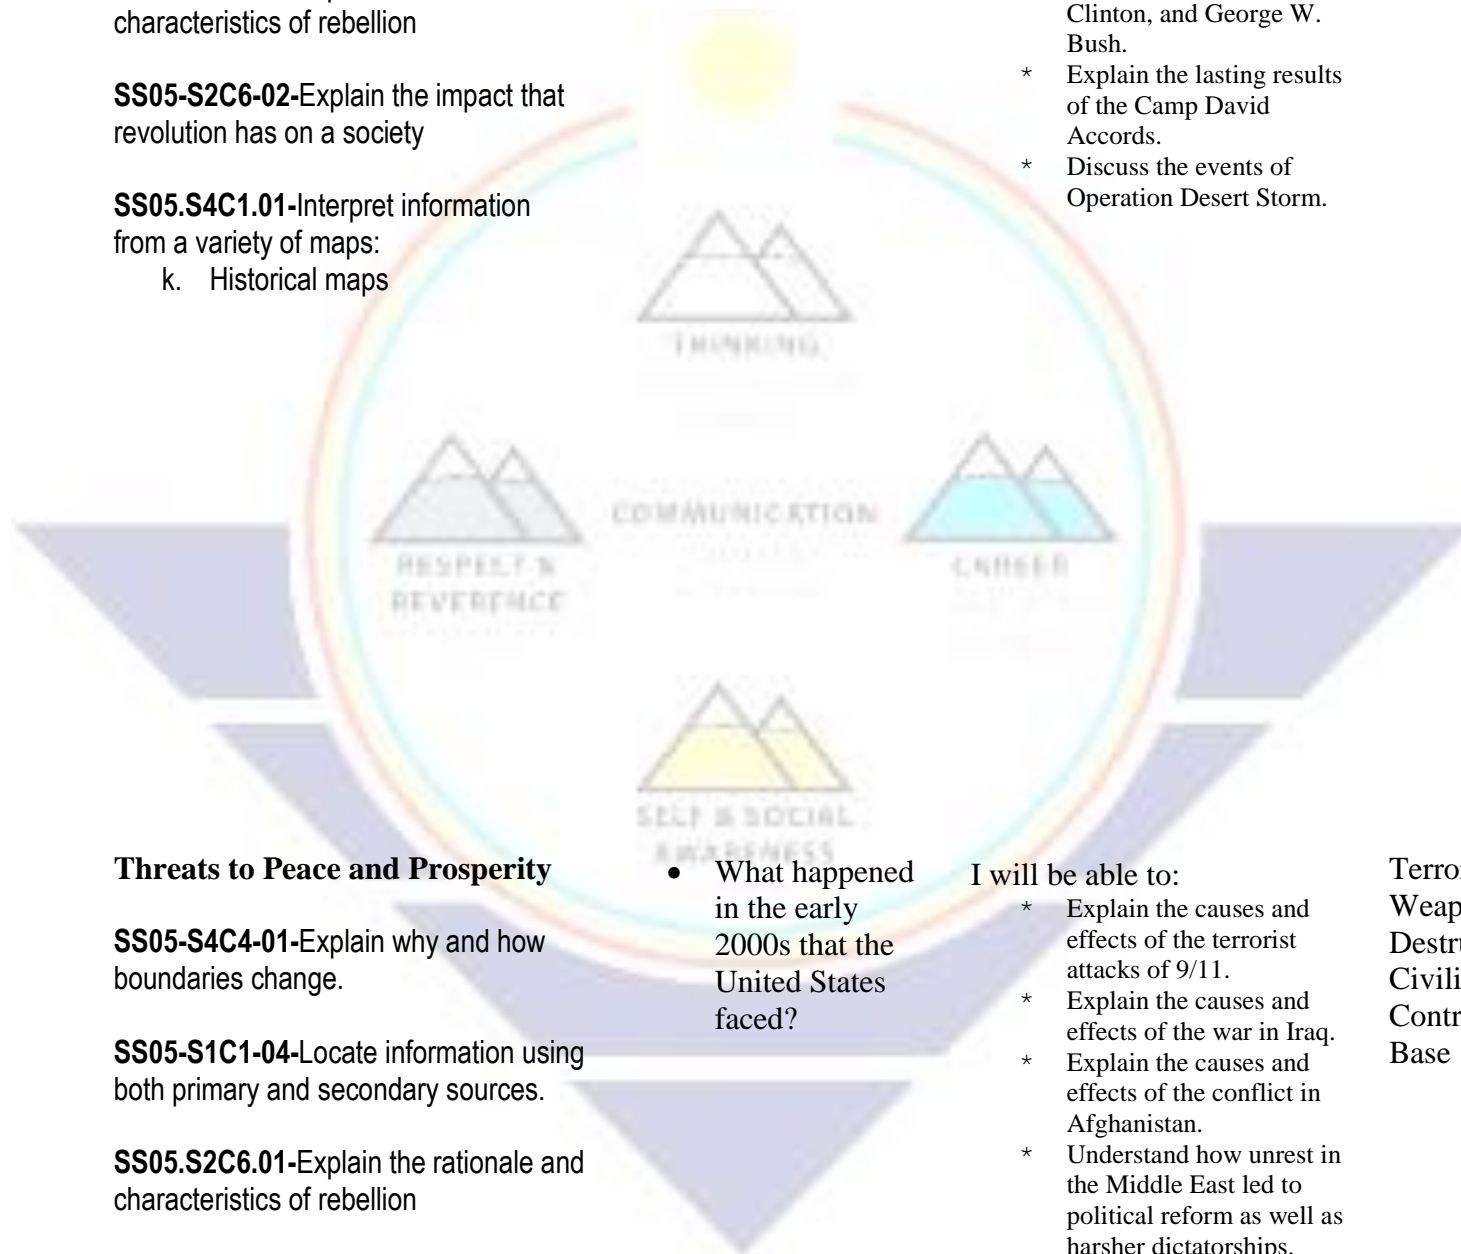 characteristics of rebellion
SS05-S2C6-02-Explain the impact that
revolution has on a society
SS05.S4C1.01-Interpret information
from a variety of maps:
k. Historical maps
Clinton, and George W.
Bush.
* Explain the lasting results
of the Camp David
Accords.
* Discuss the events of
Operation Desert Storm.
THINKING
RESPECT &
REVERENCE
COMMUNICATION
CAREER
SELF & SOCIAL
AWARENESS
Threats to Peace and Prosperity
SS05-S4C4-01-Explain why and how
boundaries change.
SS05-S1C1-04-Locate information using
both primary and secondary sources.
SS05.S2C6.01-Explain the rationale and
characteristics of rebellion
• What happened
in the early
2000s that the
United States
faced?
I will be able to:
* Explain the causes and
effects of the terrorist
attacks of 9/11.
* Explain the causes and
effects of the war in Iraq.
* Explain the causes and
effects of the conflict in
Afghanistan.
* Understand how unrest in
the Middle East led to
political reform as well as
harsher dictatorships.
Terro
Weap
Destr
Civili
Contr
Base